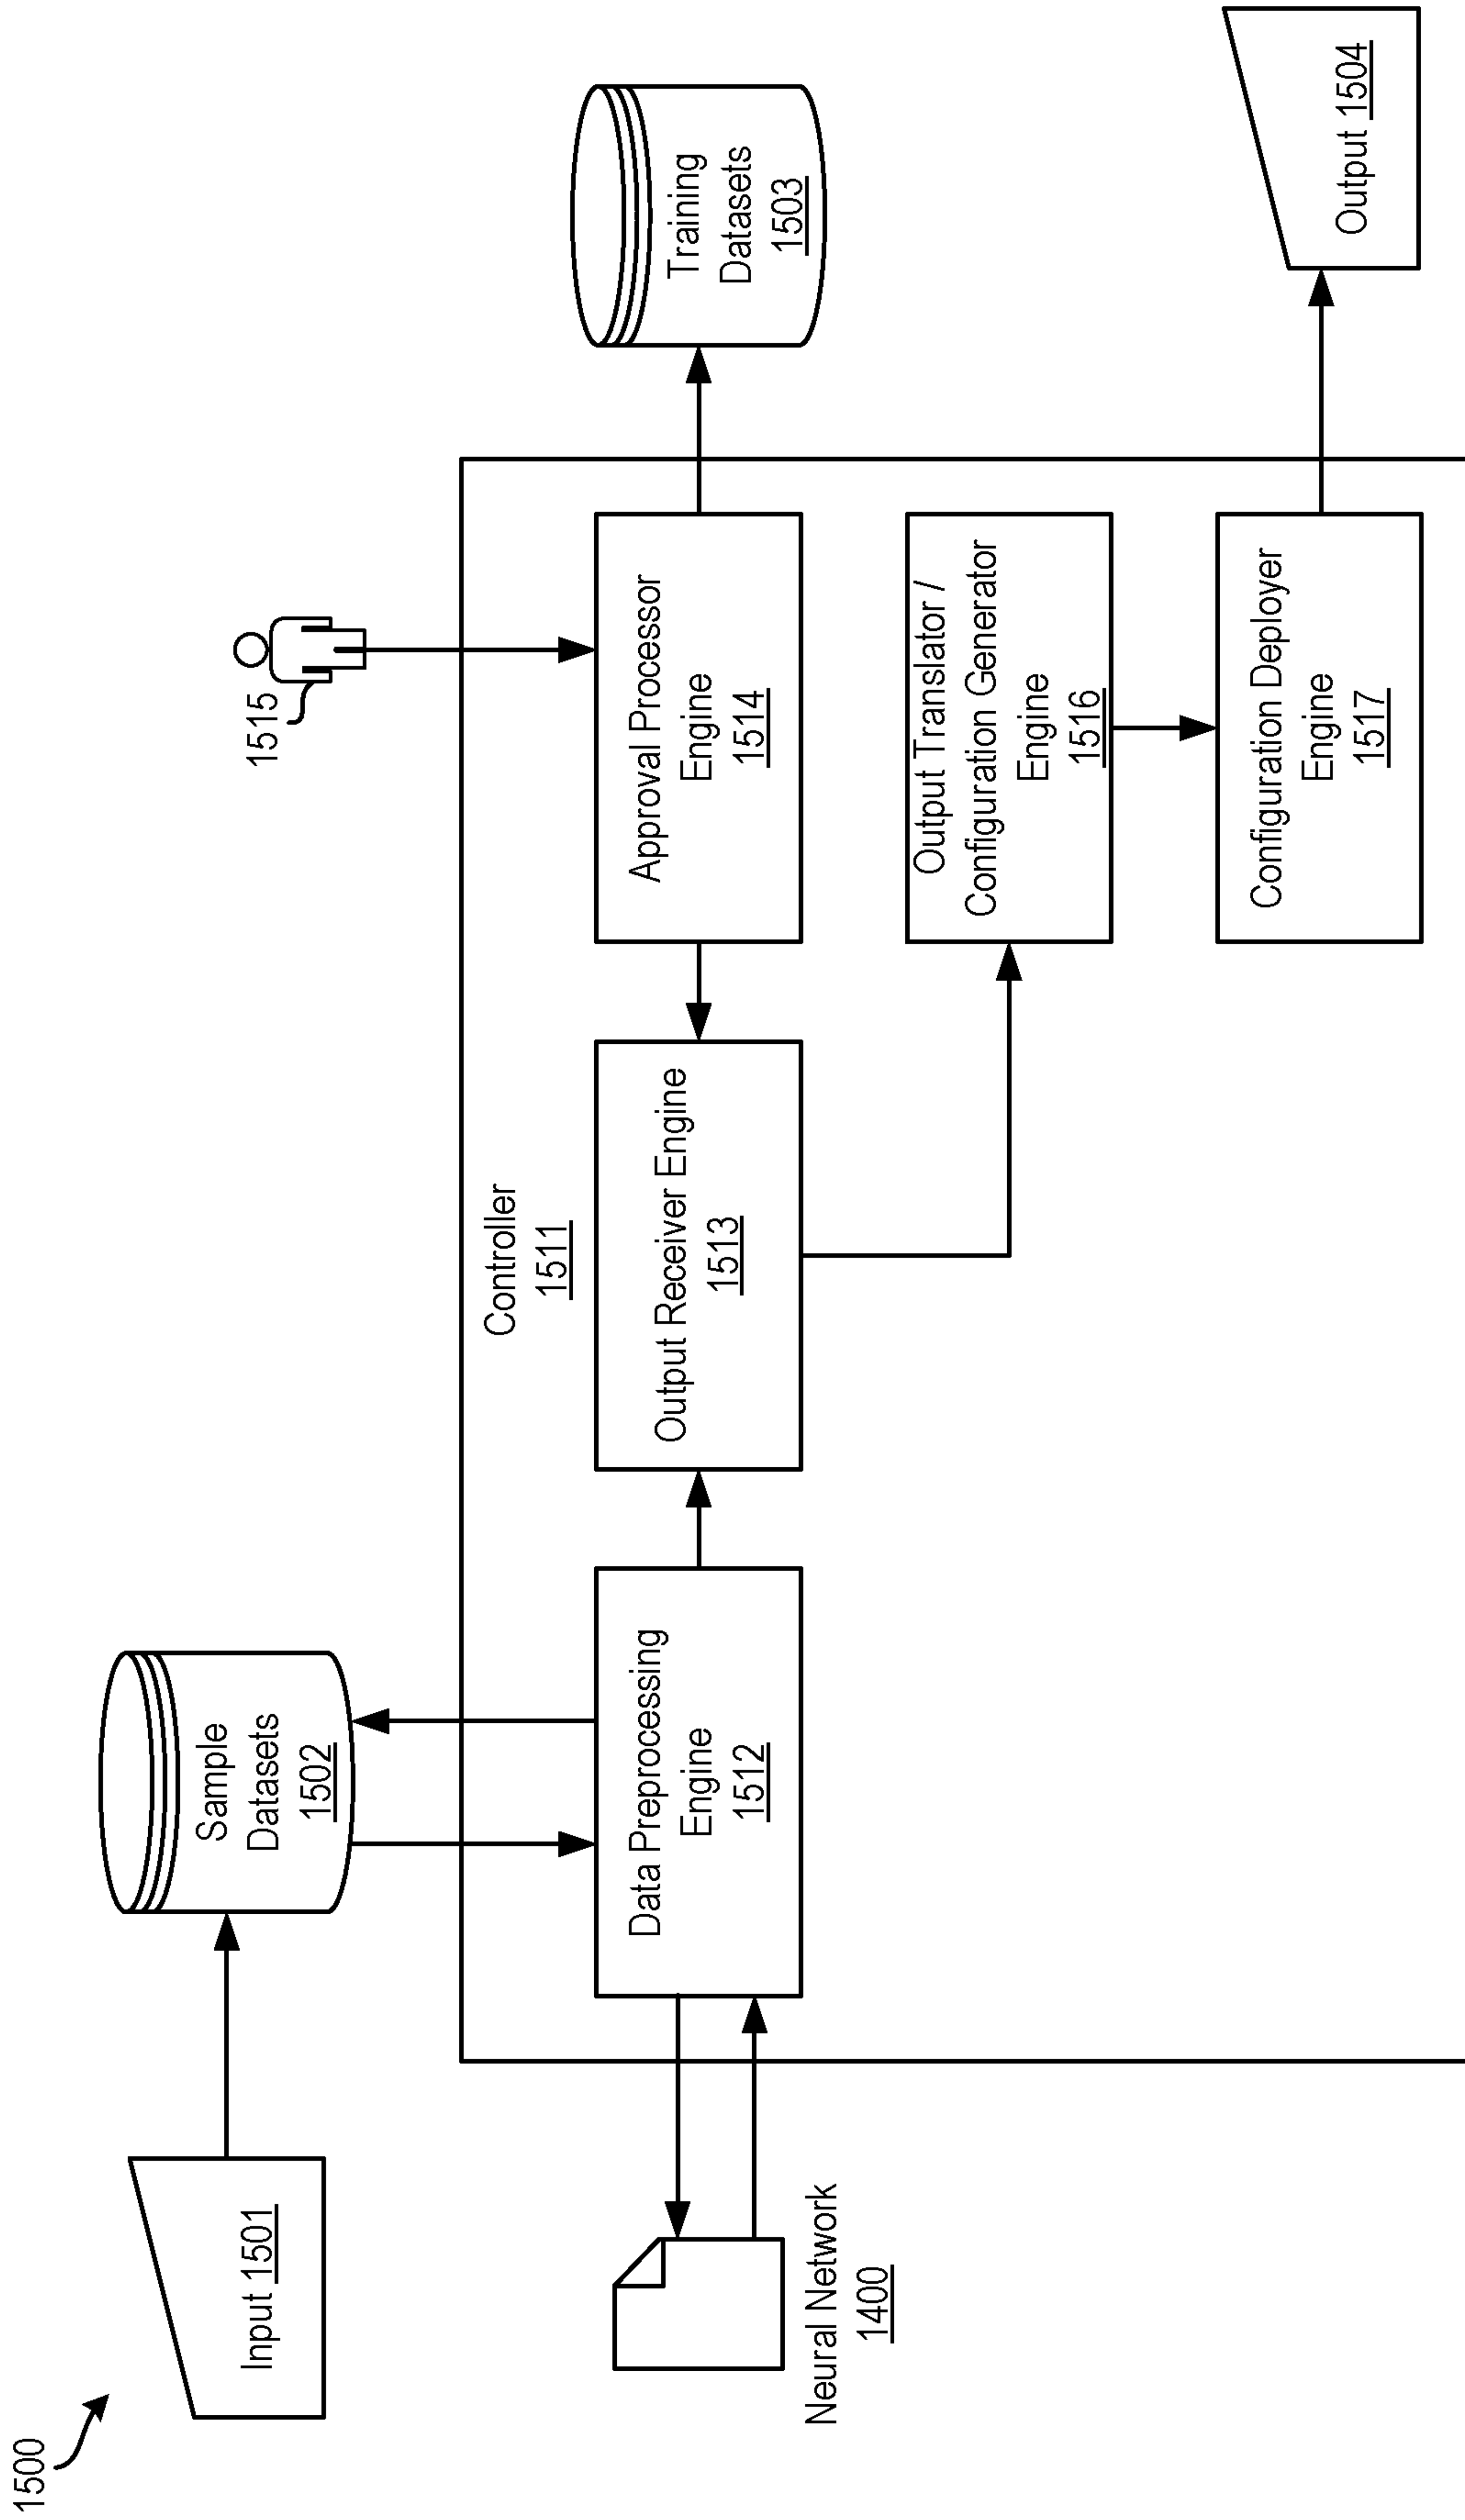 1500
Input 1501
Sample
Datasets
1502
1515
Controller
1511
Neural Network
1400
Data Preprocessing
Engine
1512
Output Receiver Engine
1513
Approval Processor
Engine
1514
Training
Datasets
1503
Output Translator /
Configuration Generator
Engine
1516
Configuration Deployer
Engine
1517
Output 1504